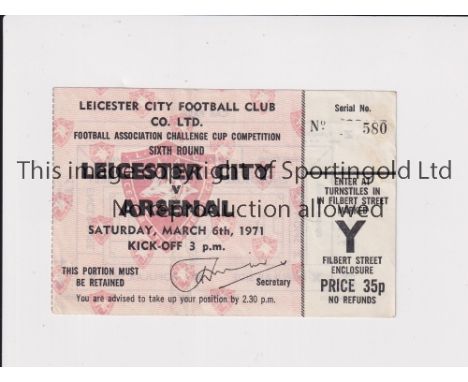 LEICESTER CITY FOOTBALL CLUB
CO. LTD.
FOOTBALL ASSOCIATION CHALLENGE CUP COMPETITION
SIXTH ROUND
LEICESTER CITY
v
ARSENAL
SATURDAY, MARCH 6th, 1971
KICK-OFF 3 p.m.
THIS PORTION MUST
BE RETAINED
Secretary
You are advised to take up your position by 2.30 p.m.
Serial No.
No 580
ENTER AT
TURNSTILES IN
IN FILBERT STREET
Y
FILBERT STREET
ENCLOSURE
PRICE 35p
NO REFUNDS
This image is Copyright of Sportingold Ltd
No reproduction allowed